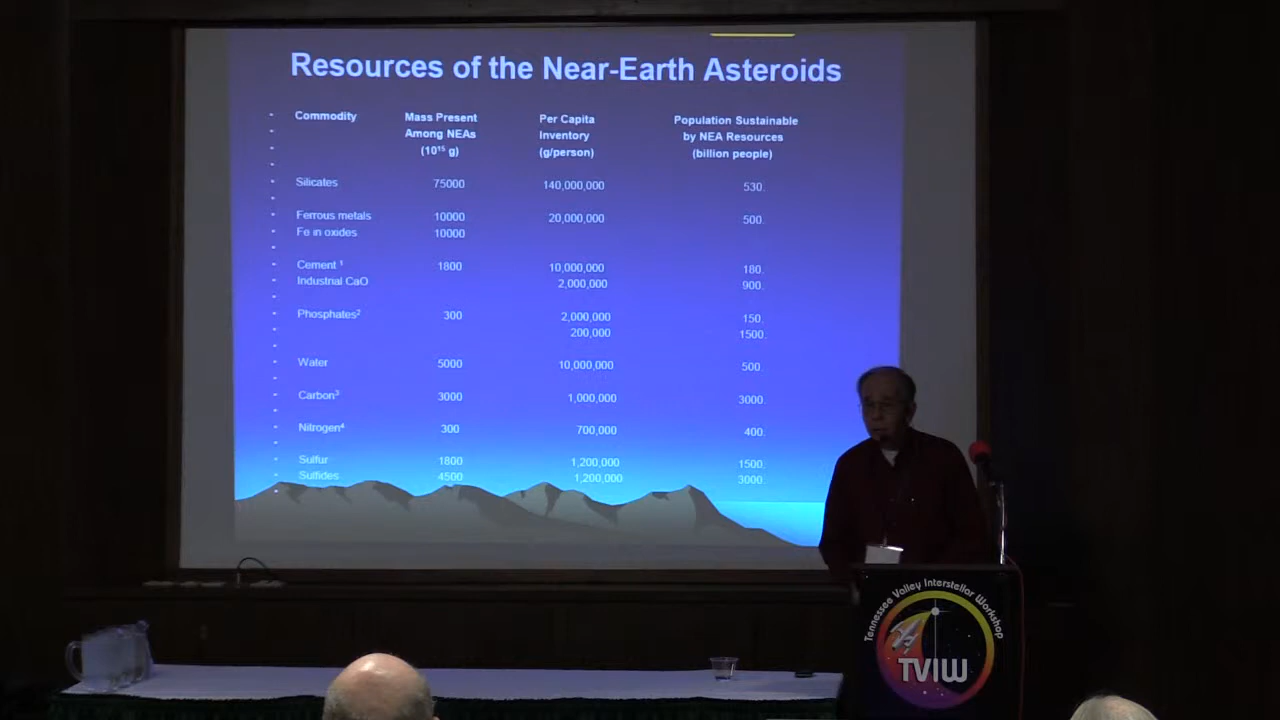 Resources of the Near-Earth Asteroids
Commodity Mass Present Per Capita Population Sustainable
Among NEAs Inventory by NEA Resources
(10¹⁵ g) (g/person) (billion people)
Silicates 75000 140,000,000 530.
Ferrous metals 10000 20,000,000 500.
Fe in oxides 10000
Cement ¹ 1800 10,000,000 180.
Industrial CaO 2,000,000 900.
Phosphates² 300 2,000,000 150.
200,000 1500.
Water 5000 10,000,000 500.
Carbon³ 3000 1,000,000 3000.
Nitrogen⁴ 300 700,000 400.
Sulfur 1800 1,200,000 1500.
Sulfides 4500 1,200,000 3000.
Tennessee Valley Interstellar Workshop
TVIW